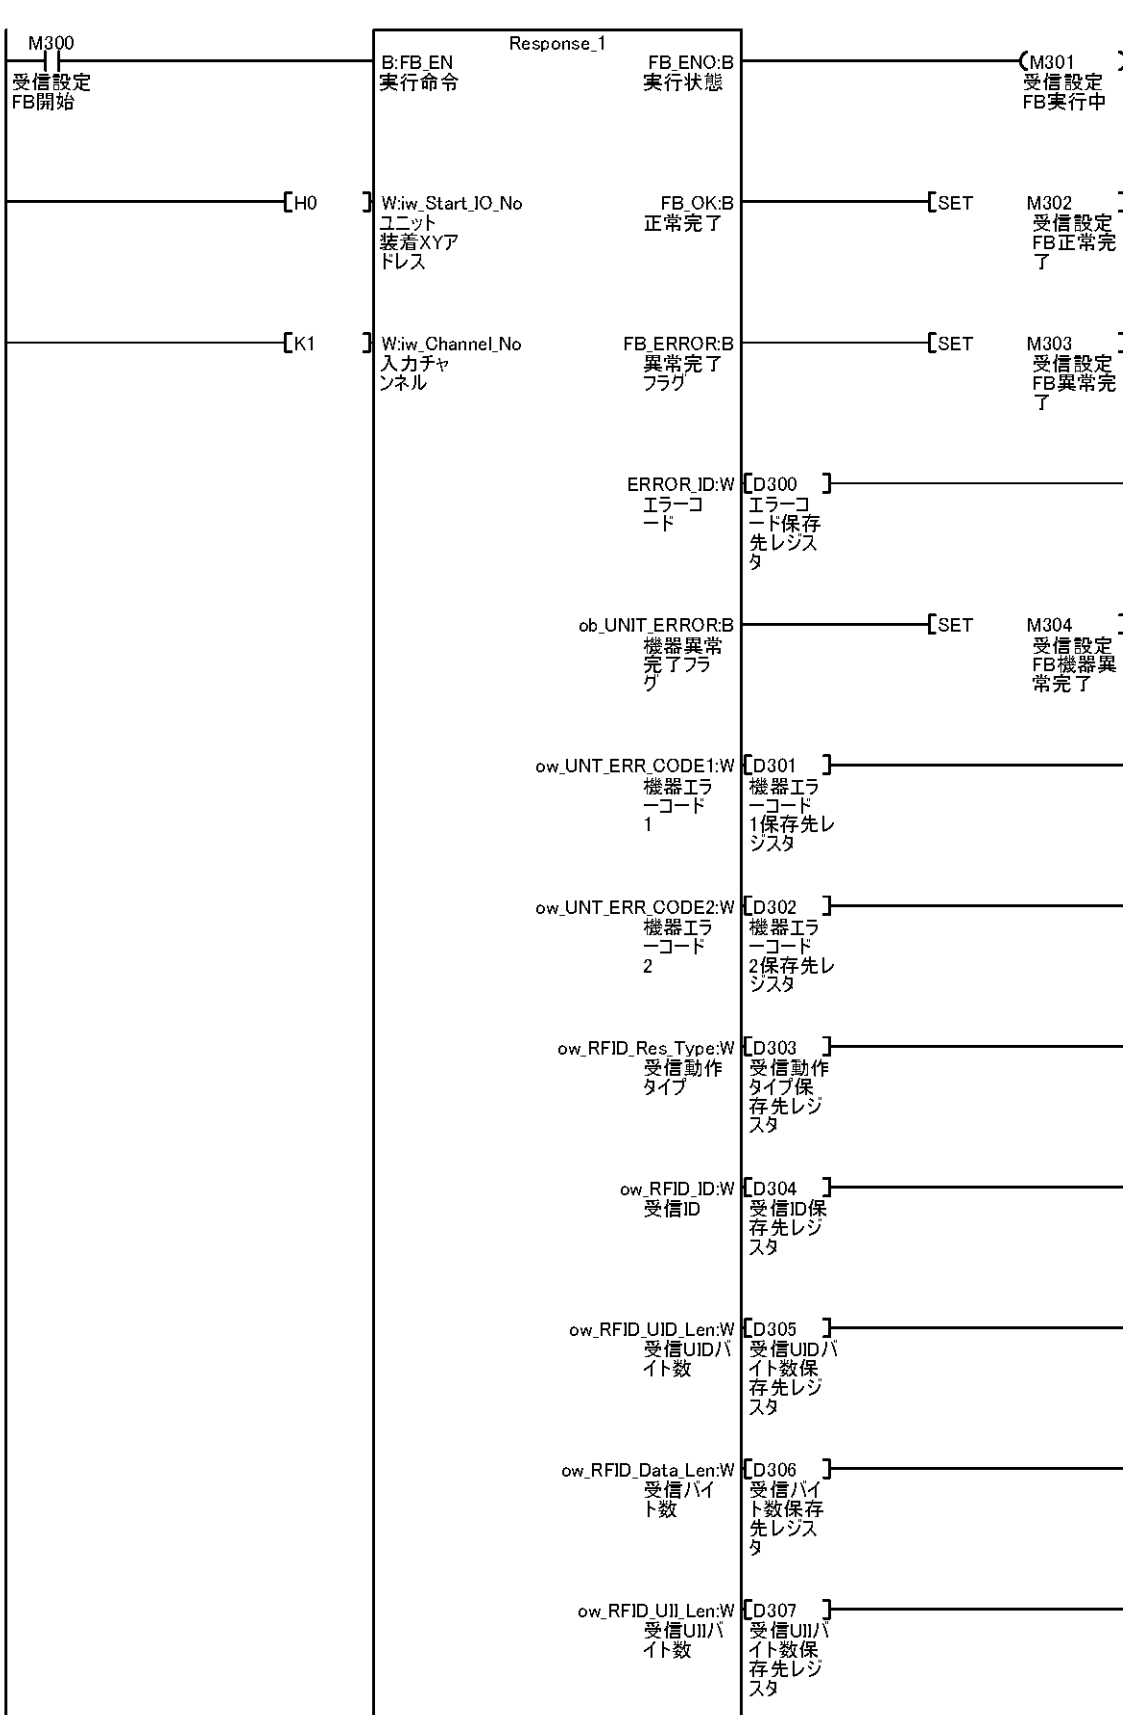 M300
受信設定
FB開始
Response_1
B:FB_EN
実行命令
FB_ENO:B
実行状態
M301
受信設定
FB実行中
H0
W:iw_Start_IO_No
ユニット
装着XYア
ドレス
FB_OK:B
正常完了
SET
M302
受信設定
FB正常完
了
K1
W:iw_Channel_No
入力チャ
ンネル
FB_ERROR:B
異常完了
フラグ
SET
M303
受信設定
FB異常完
了
ERROR_ID:W
エラーコ
ード
D300
エラーコ
ード保存
先レジス
タ
ob_UNIT_ERROR:B
機器異常
完了フラ
グ
SET
M304
受信設定
FB機器異
常完了
ow_UNT_ERR_CODE1:W
機器エラ
ーコード
1
D301
機器エラ
ーコード
1保存先レ
ジスタ
ow_UNT_ERR_CODE2:W
機器エラ
ーコード
2
D302
機器エラ
ーコード
2保存先レ
ジスタ
ow_RFID_Res_Type:W
受信動作
タイプ
D303
受信動作
タイプ保
存先レジ
スタ
ow_RFID_ID:W
受信ID
D304
受信ID保
存先レジ
スタ
ow_RFID_UID_Len:W
受信UIDバ
イト数
D305
受信UIDバ
イト数保
存先レジ
スタ
ow_RFID_Data_Len:W
受信バイ
ト数
D306
受信バイ
ト数保存
先レジス
タ
ow_RFID_UII_Len:W
受信UIIバ
イト数
D307
受信UIIバ
イト数保
存先レジ
スタ